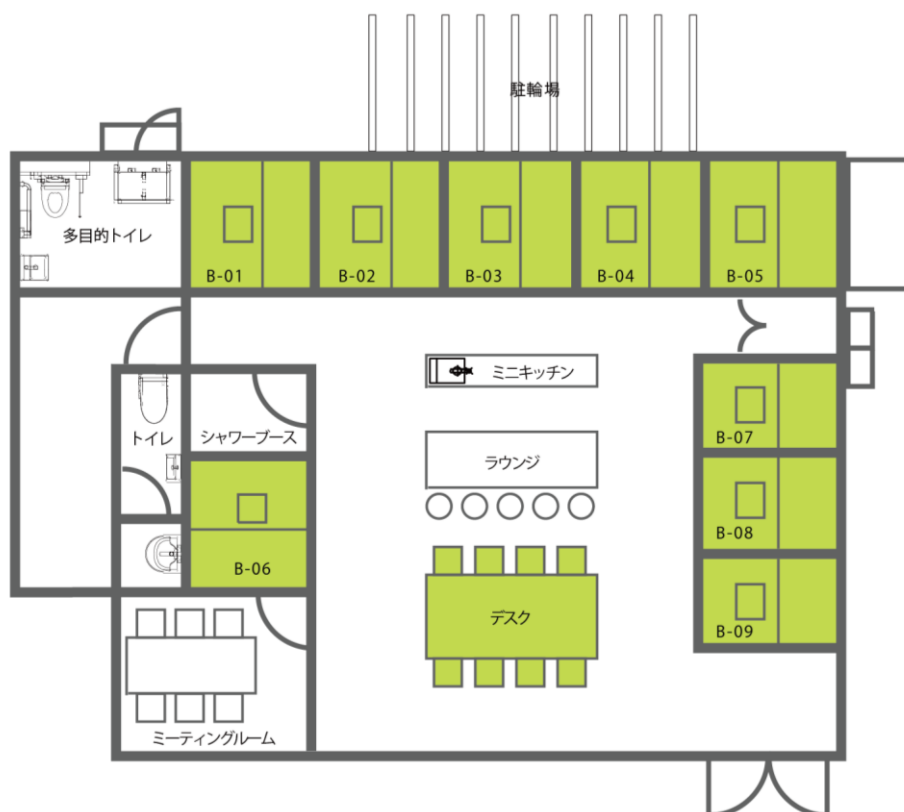 駐輪場
多目的トイレ
B-01
B-02
B-03
B-04
B-05
ミニキッチン
トイレ
シャワーブース
B-07
ラウンジ
B-08
B-06
デスク
B-09
ミーティングルーム